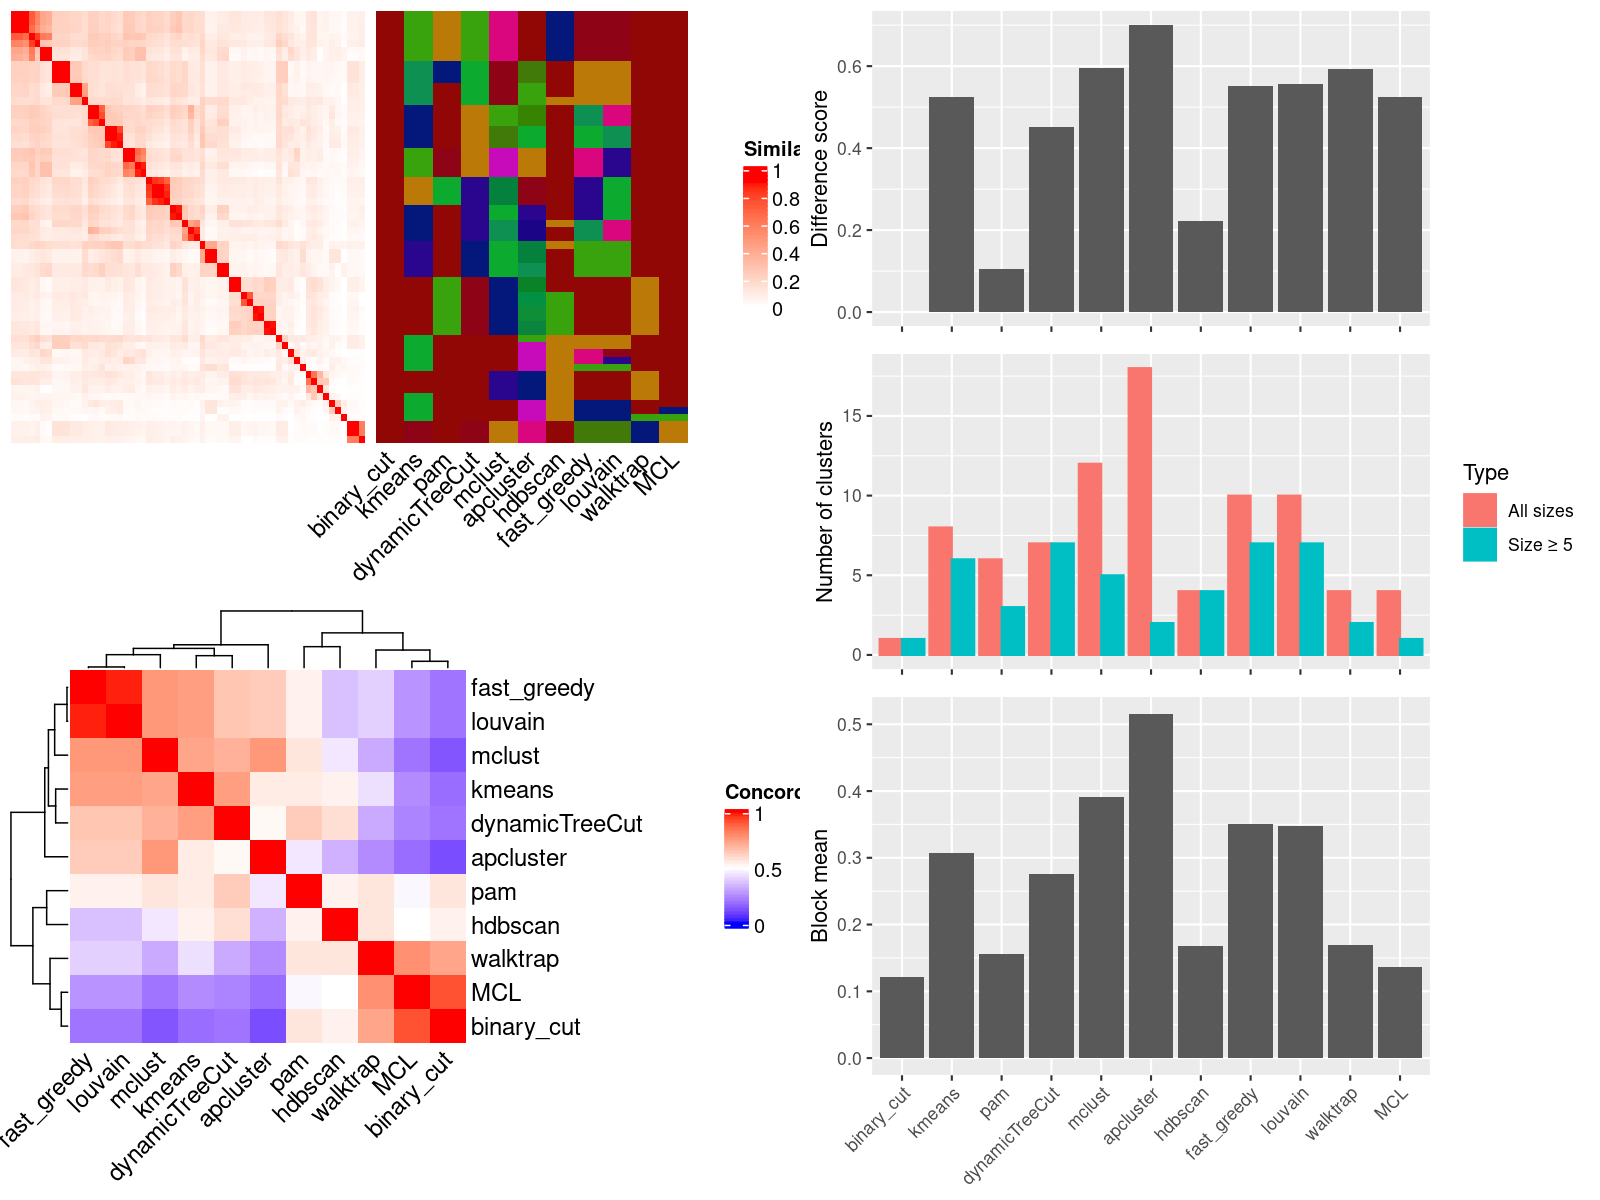 Simila
1
0.8
0.6
0.4
0.2
0
binary_cut
kmeans
pam
dynamicTreeCut
mclust
apcluster
hdbscan
fast_greedy
louvain
walktrap
MCL
fast_greedy
louvain
mclust
kmeans
dynamicTreeCut
apcluster
pam
hdbscan
walktrap
MCL
binary_cut
Concord
1
0.5
0
fast_greedy
louvain
mclust
kmeans
dynamicTreeCut
apcluster
pam
hdbscan
walktrap
MCL
binary_cut
Difference score
0.6
0.4
0.2
0.0
Number of clusters
15
10
5
0
Type
All sizes
Size ≥ 5
Block mean
0.5
0.4
0.3
0.2
0.1
0.0
binary_cut
kmeans
pam
dynamicTreeCut
mclust
apcluster
hdbscan
fast_greedy
louvain
walktrap
MCL